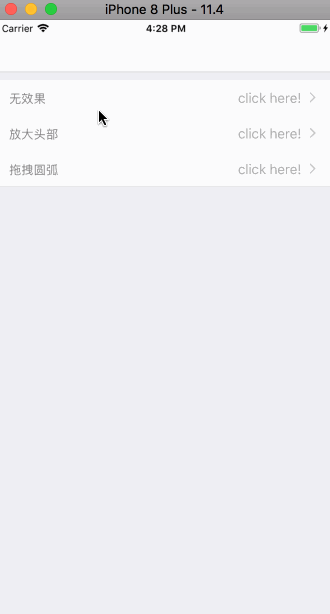 iPhone 8 Plus - 11.4
Carrier 4:28 PM
无效果 click here!
放大头部 click here!
拖拽圆弧 click here!